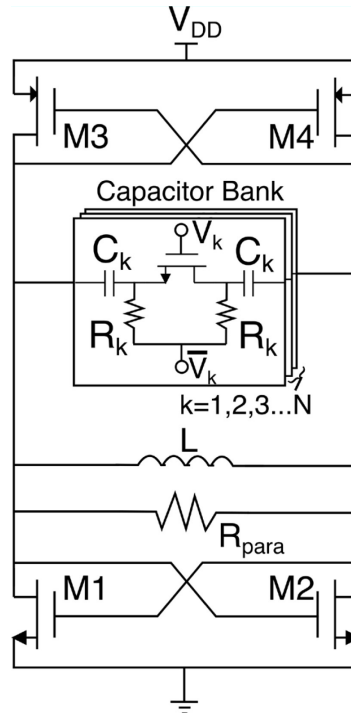 VDD
M3 M4
Capacitor Bank
Vk
Ck Ck
Rk Rk
V̅k
k=1,2,3...N
L
Rpara
M1 M2